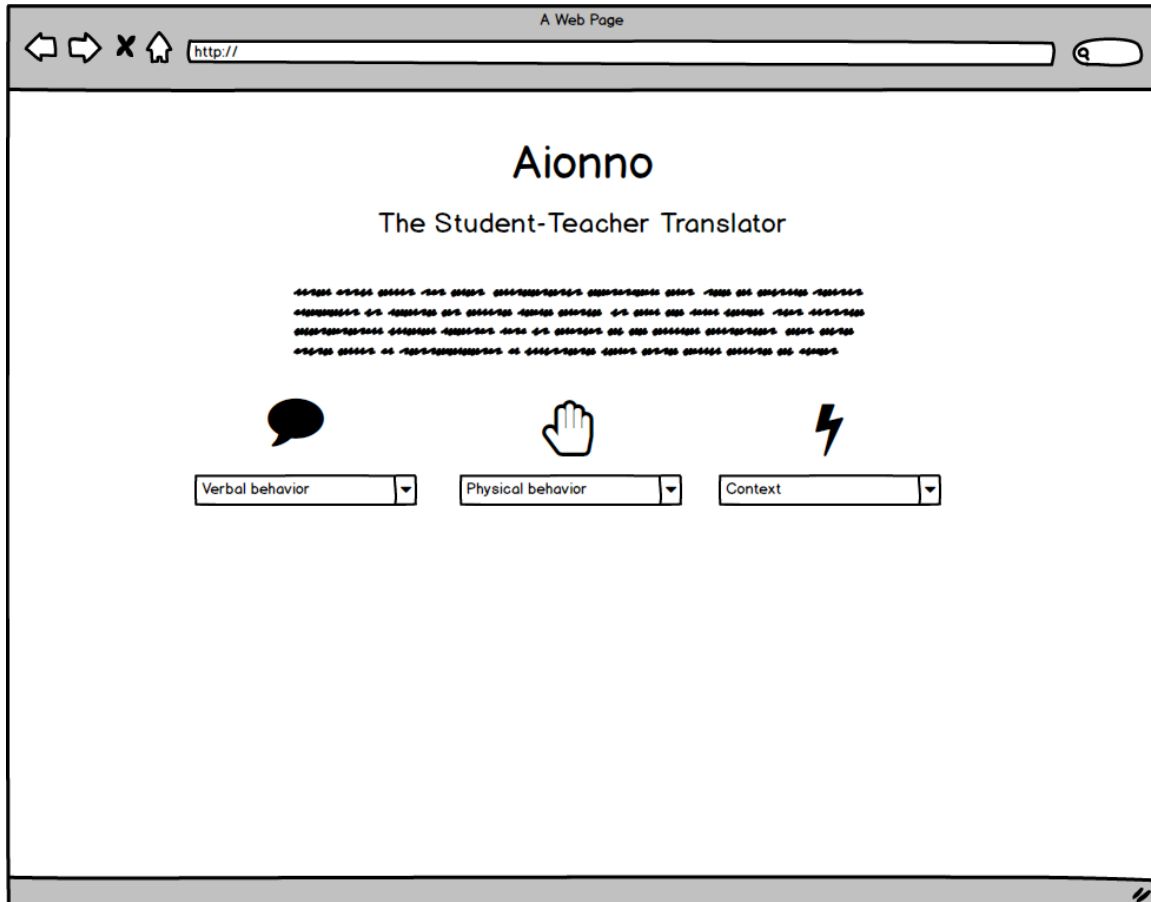 A Web Page
http://
Aionno
The Student-Teacher Translator
Verbal behavior
Physical behavior
Context